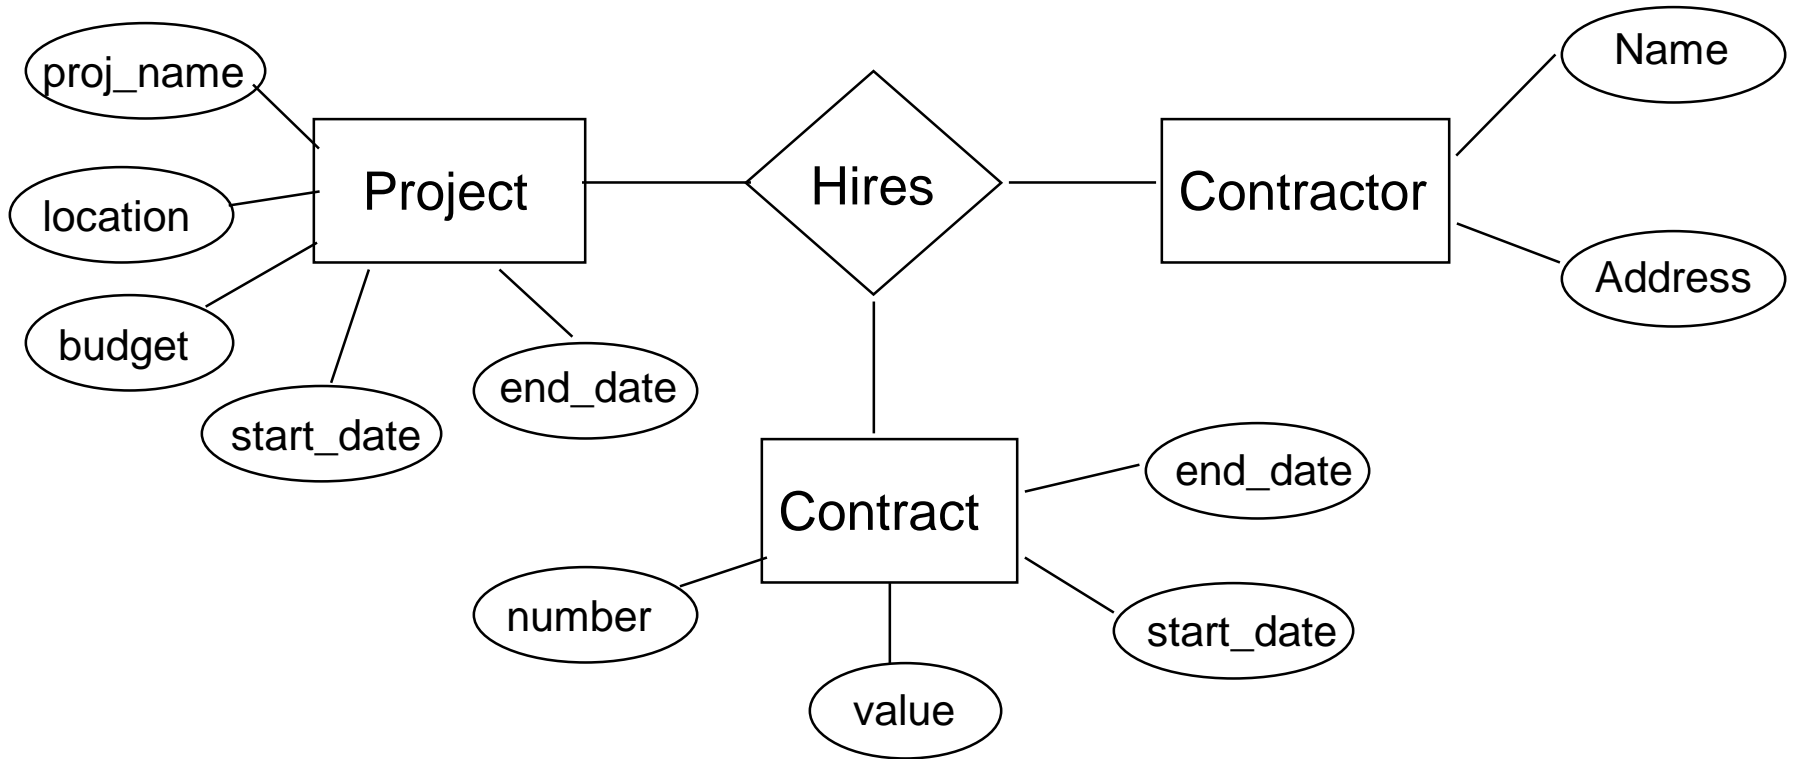 Name
proj_name
Project
Hires
Contractor
location
Address
budget
end_date
start_date
end_date
Contract
number
start_date
value